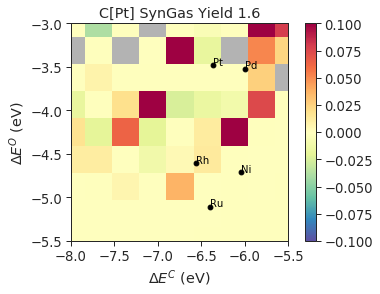 C[Pt] SynGas Yield 1.6
ΔE^O (eV)
−3.0
−3.5
−4.0
−4.5
−5.0
−5.5
Pt
Pd
Rh
Ni
Ru
−8.0 −7.5 −7.0 −6.5 −6.0 −5.5
ΔE^C (eV)
0.100
0.075
0.050
0.025
0.000
−0.025
−0.050
−0.075
−0.100